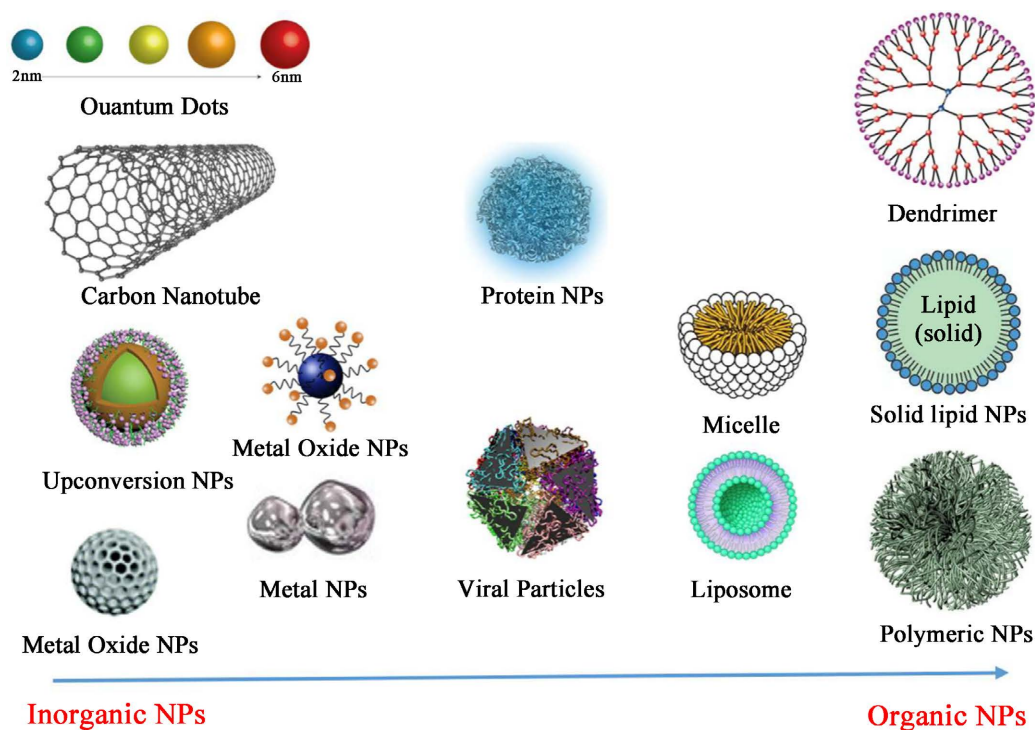 2nm
6nm
Ouantum Dots
Dendrimer
Carbon Nanotube
Protein NPs
Lipid
(solid)
Metal Oxide NPs
Micelle
Solid lipid NPs
Upconversion NPs
Metal NPs
Viral Particles
Liposome
Metal Oxide NPs
Polymeric NPs
Inorganic NPs
Organic NPs